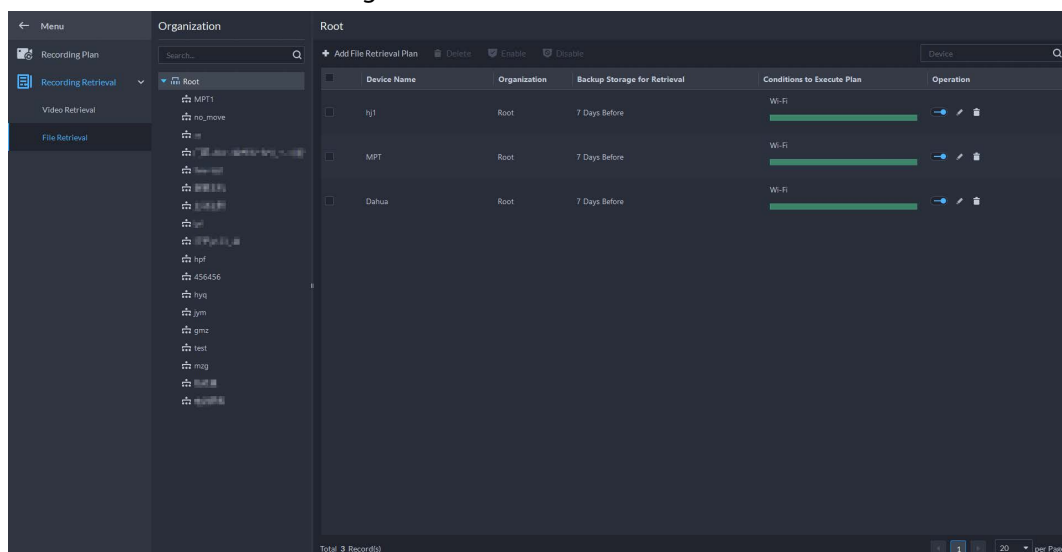 Menu
Recording Plan
Recording Retrieval
Video Retrieval
File Retrieval
Organization
Search...
Root
MPT1
no_move
hpf
456456
hyq
jym
gmz
test
mzg
Root
Add File Retrieval Plan Delete Enable Disable Device
Device Name Organization Backup Storage for Retrieval Conditions to Execute Plan Operation
hj1 Root 7 Days Before Wi-Fi
MPT Root 7 Days Before Wi-Fi
Dahua Root 7 Days Before Wi-Fi
Total 3 Record(s) 1 20 per Page